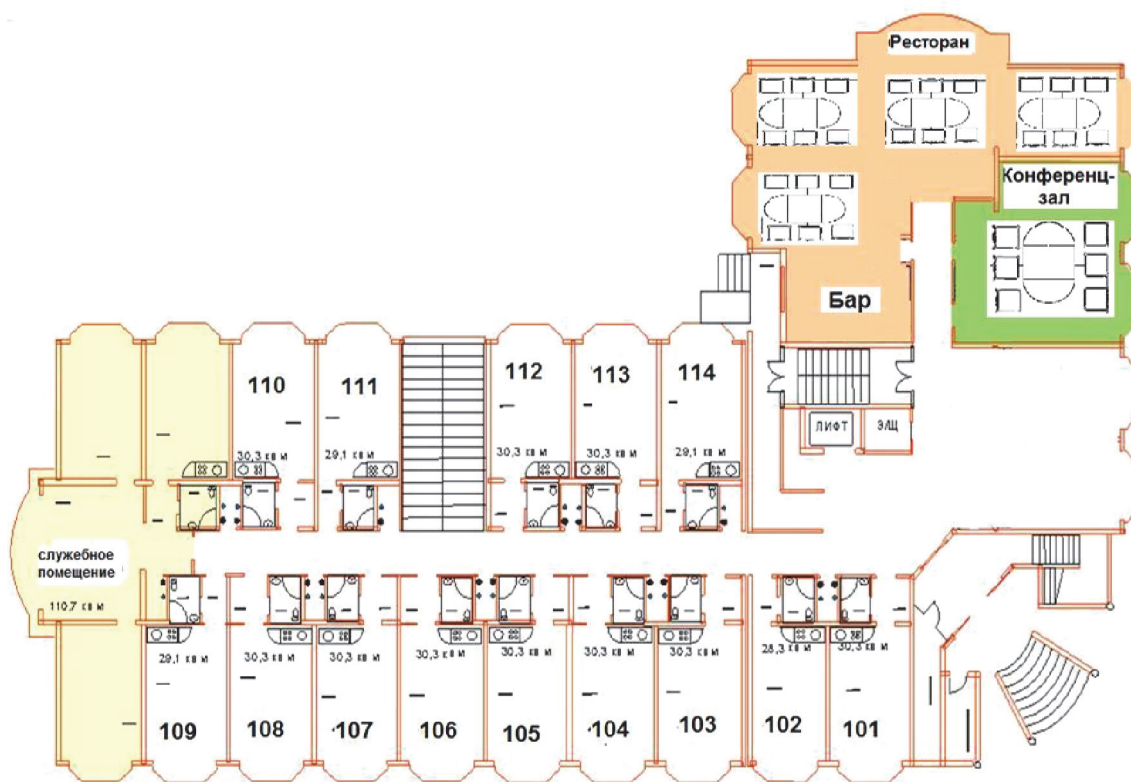 Ресторан
Конференц-
зал
Бар
110
111
112
113
114
30,3 кв м
29,1 кв м
30,3 кв м
30,3 кв м
29,1 кв м
ЛИФТ
ЭЛЩ
служебное
помещение
110,7 кв м
29,1 кв м
30,3 кв м
30,3 кв м
30,3 кв м
30,3 кв м
30,3 кв м
30,3 кв м
28,3 кв м
30,3 кв м
109
108
107
106
105
104
103
102
101